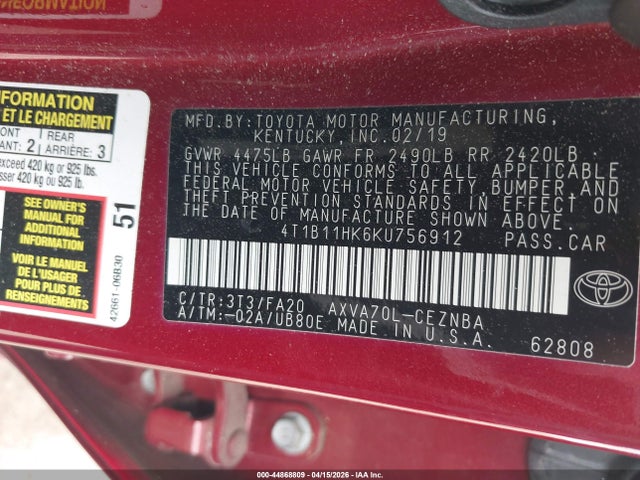 INFORMATION
INFORMATION
ET LE CHARGEMENT
REAR
2 ARRIÈRE: 3
exceed 420 kg or 925 lbs.
420 kg ou 925 lb.
SEE OWNER'S
MANUAL FOR
ADDITIONAL
INFORMATION
VOIR LE MANUEL
DE L'USAGER
POUR PLUS DE
RENSEIGNEMENTS
51
42661-06B30
MFD.BY:TOYOTA MOTOR MANUFACTURING,
KENTUCKY, INC. 02/19
GVWR 4475LB GAWR FR 2490LB RR 2420LB
THIS VEHICLE CONFORMS TO ALL APPLICABLE
FEDERAL MOTOR VEHICLE SAFETY, BUMPER, AND
THEFT PREVENTION STANDARDS IN EFFECT ON
THE DATE OF MANUFACTURE SHOWN ABOVE.
4T1B11HK6KU756912 PASS.CAR
C/TR:3T3/FA20 AXVA70L-CEZNBA
A/TM:-02A/UB80E MADE IN U.S.A.
62808
000-44868809 - 04/15/2026 - IAA Inc.